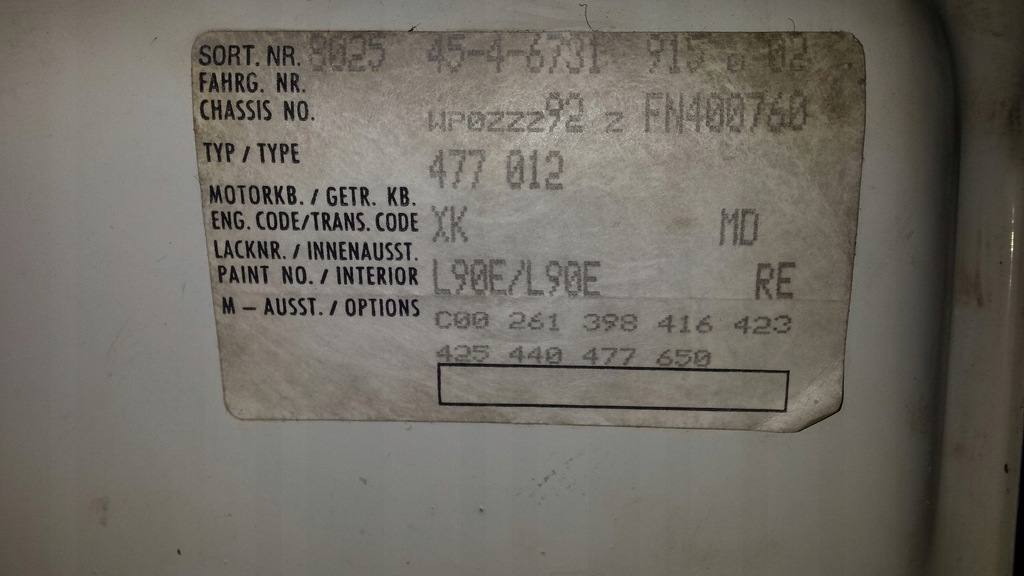 SORT. NR. 8025 45-4-6731 915 02
FAHRG. NR.
CHASSIS NO. WP0ZZZ92 Z FN400760
TYP / TYPE 477 012
MOTORKB. / GETR. KB.
ENG. CODE/TRANS. CODE XK MD
LACKNR. / INNENAUSST.
PAINT NO. / INTERIOR L90E/L90E RE
M – AUSST. / OPTIONS C00 261 398 416 423
425 440 477 650